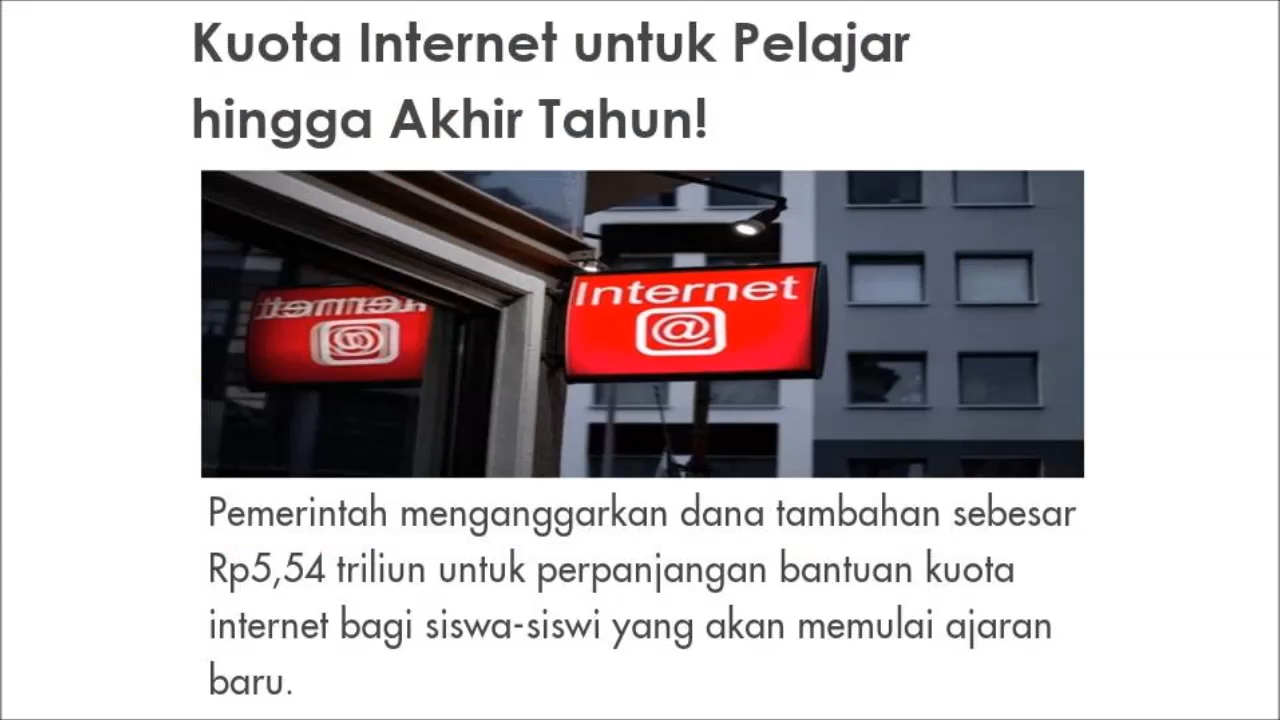 Kuota Internet untuk Pelajar
hingga Akhir Tahun!
Internet
@
Pemerintah menganggarkan dana tambahan sebesar
Rp5,54 triliun untuk perpanjangan bantuan kuota
internet bagi siswa-siswi yang akan memulai ajaran
baru.